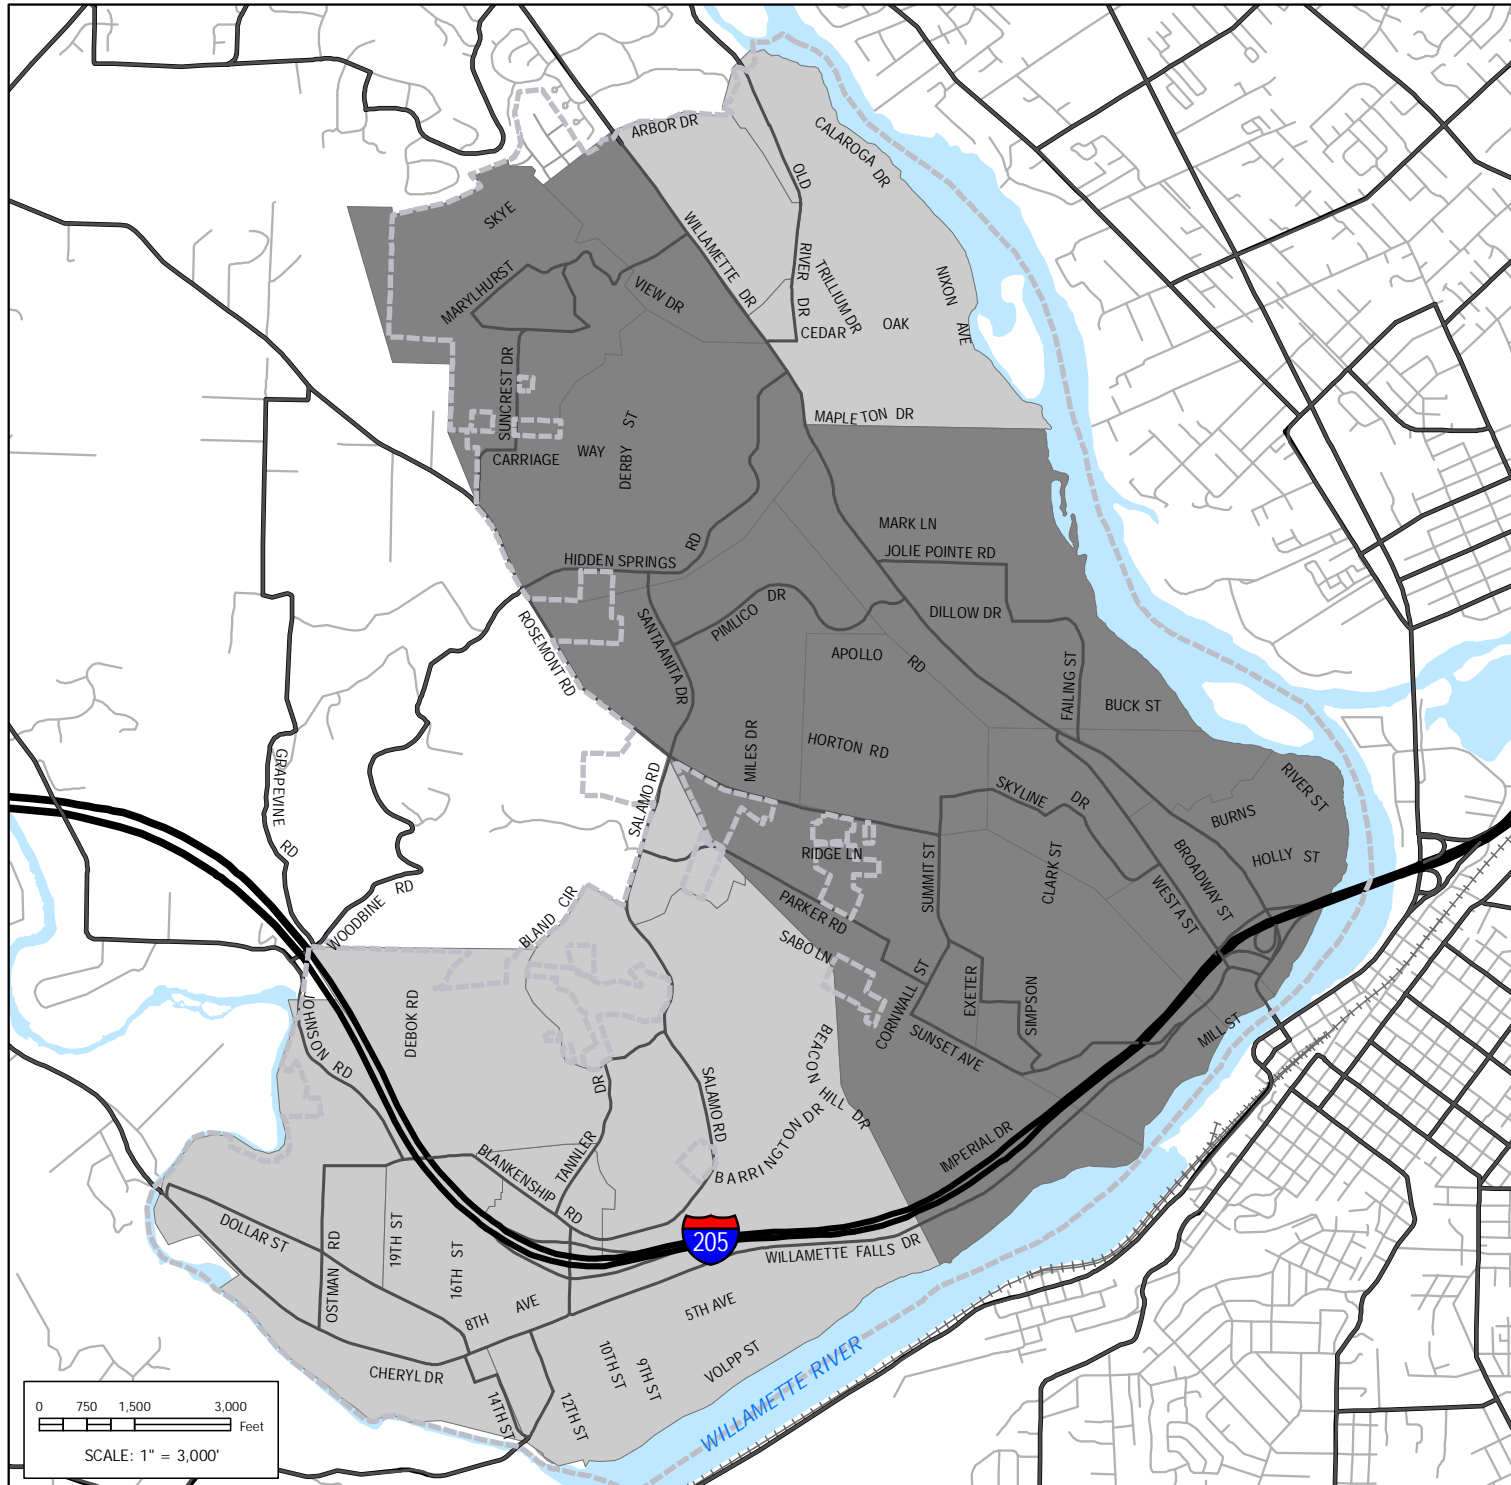 ARBOR DR
CALAROGA DR
OLD
RIVER DR
SKYE
WILLAMETTE DR
MARYLHURST
VIEW DR
TRILLIUM DR
NIXON AVE
CEDAR OAK
SUNCREST DR
MAPLETON DR
CARRIAGE WAY
DERBY ST
MARK LN
JOLIE POINTE RD
HIDDEN SPRINGS RD
PIMLICO DR
DILLOW DR
ROSEMONT RD
SANTA ANITA DR
APOLLO RD
FAILING ST
BUCK ST
MILES DR
HORTON RD
GRAPEVINE RD
SALAMO RD
SKYLINE DR
RIVER ST
BURNS
HOLLY ST
RIDGE LN
SUMMIT ST
CLARK ST
BROADWAY ST
WEST A ST
WOODBINE RD
BLAND CIR
PARKER RD
SABO LN
CORNWALL ST
EXETER
SIMPSON
SUNSET AVE
MILL ST
JOHNSON RD
DEBOK RD
BEACON HILL DR
SALAMO RD
TANNLER DR
BARRINGTON DR
IMPERIAL DR
BLANKENSHIP RD
DOLLAR ST
OSTMAN RD
19TH ST
16TH ST
205
WILLAMETTE FALLS DR
8TH AVE
5TH AVE
CHERYL DR
14TH ST
12TH ST
10TH ST
9TH ST
VOLPP ST
WILLAMETTE RIVER
0 750 1,500 3,000
Feet
SCALE: 1" = 3,000'